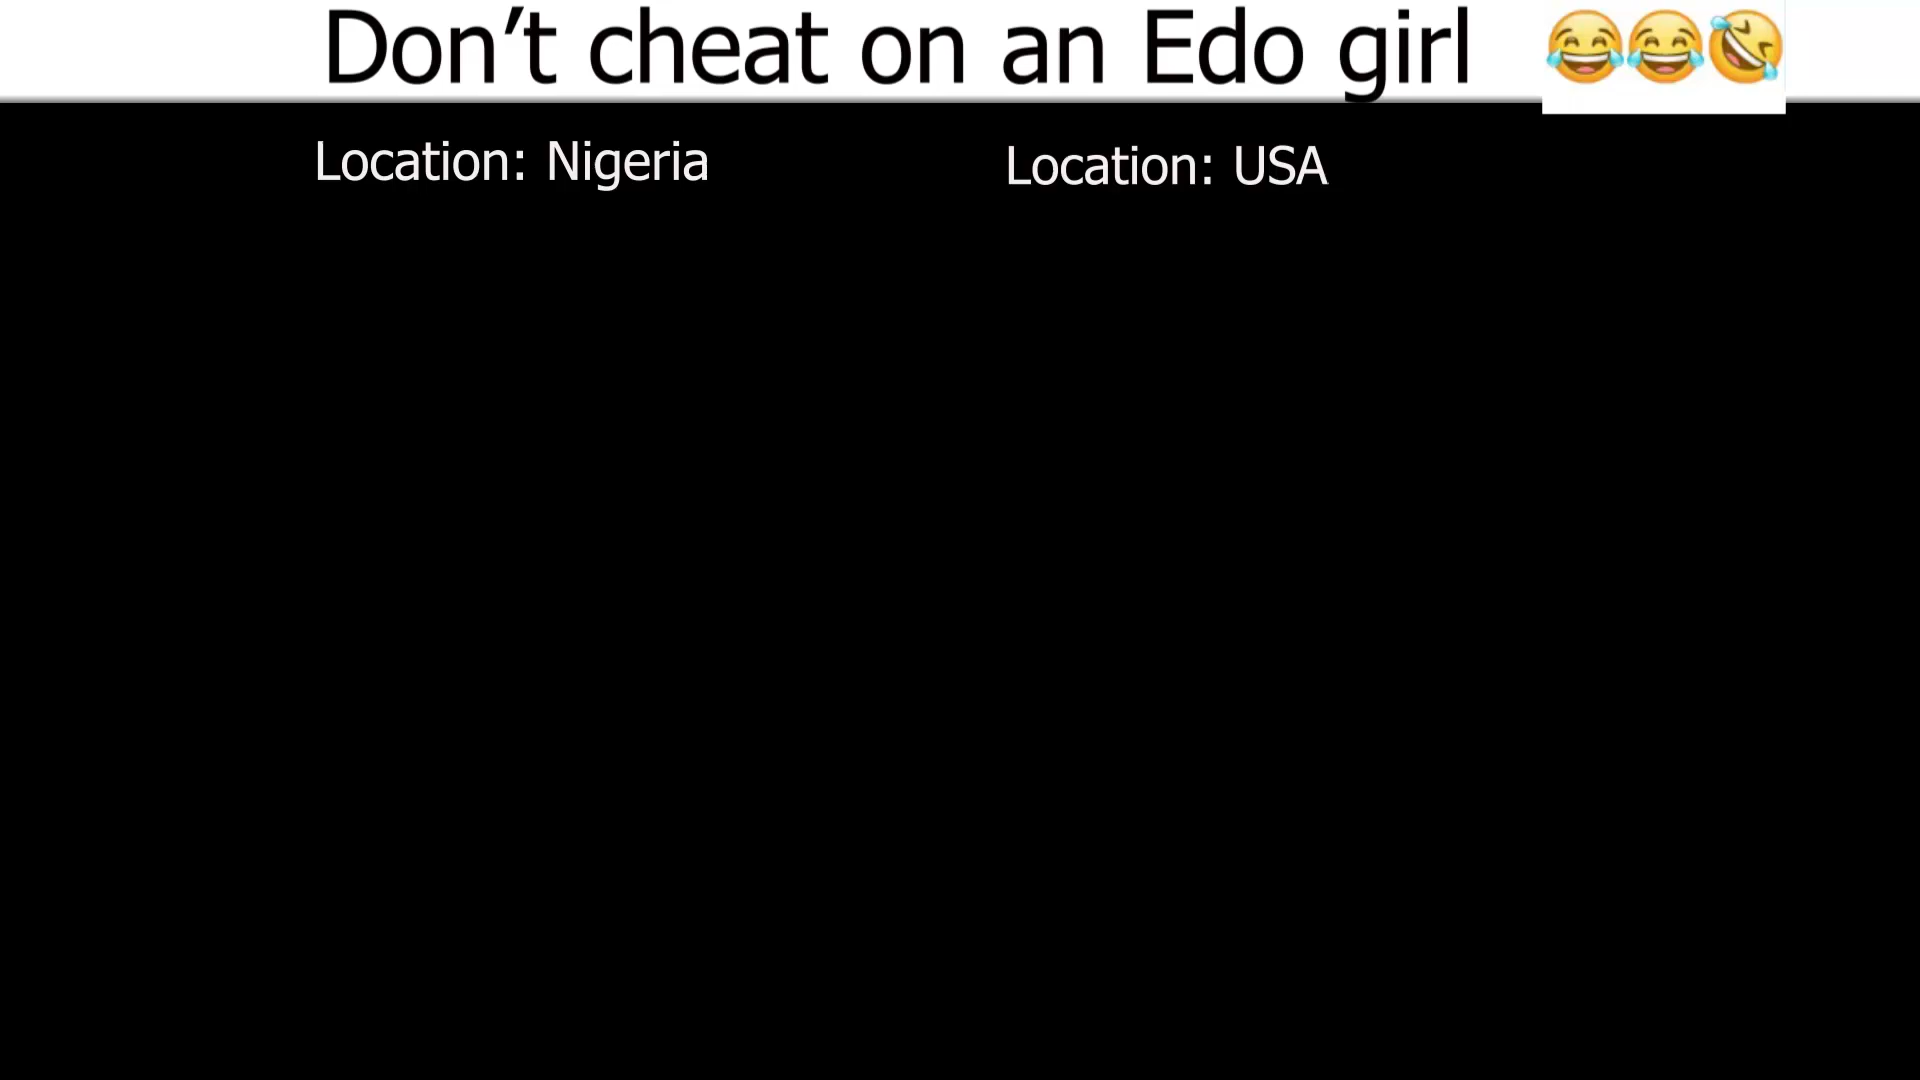 Don’t cheat on an Edo girl 😂😂🤣
Location: Nigeria
Location: USA